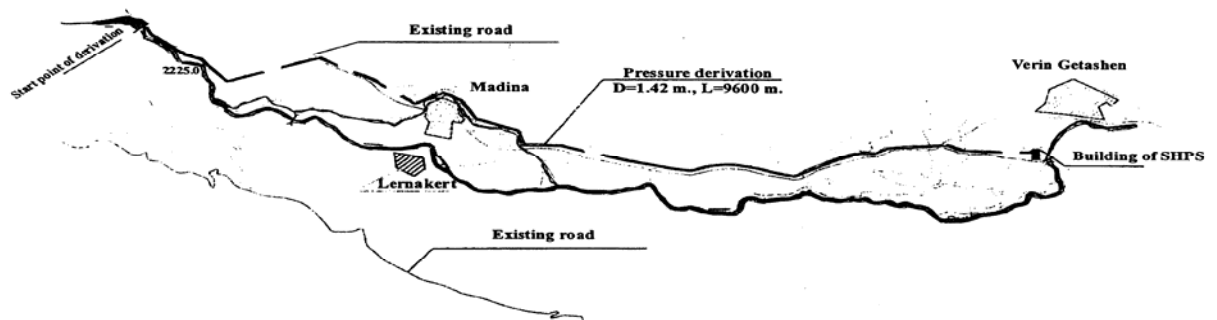 Existing road
Start point of derivation
2225.0
Madina
Pressure derivation
D=1.42 m., L=9600 m.
Verin Getashen
Building of SHPS
Lernakert
Existing road